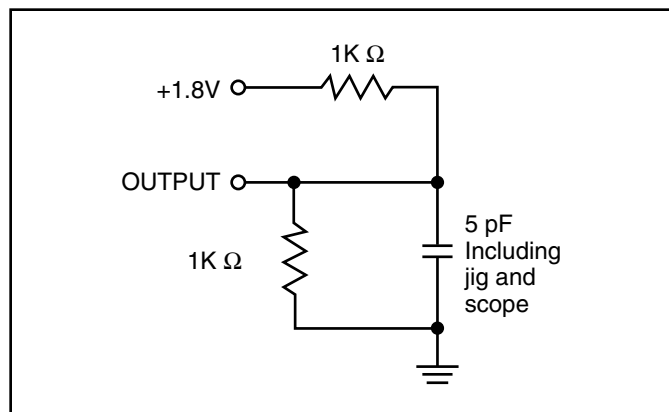 1K Ω
+1.8V
OUTPUT
1K Ω
5 pF
Including
jig and
scope